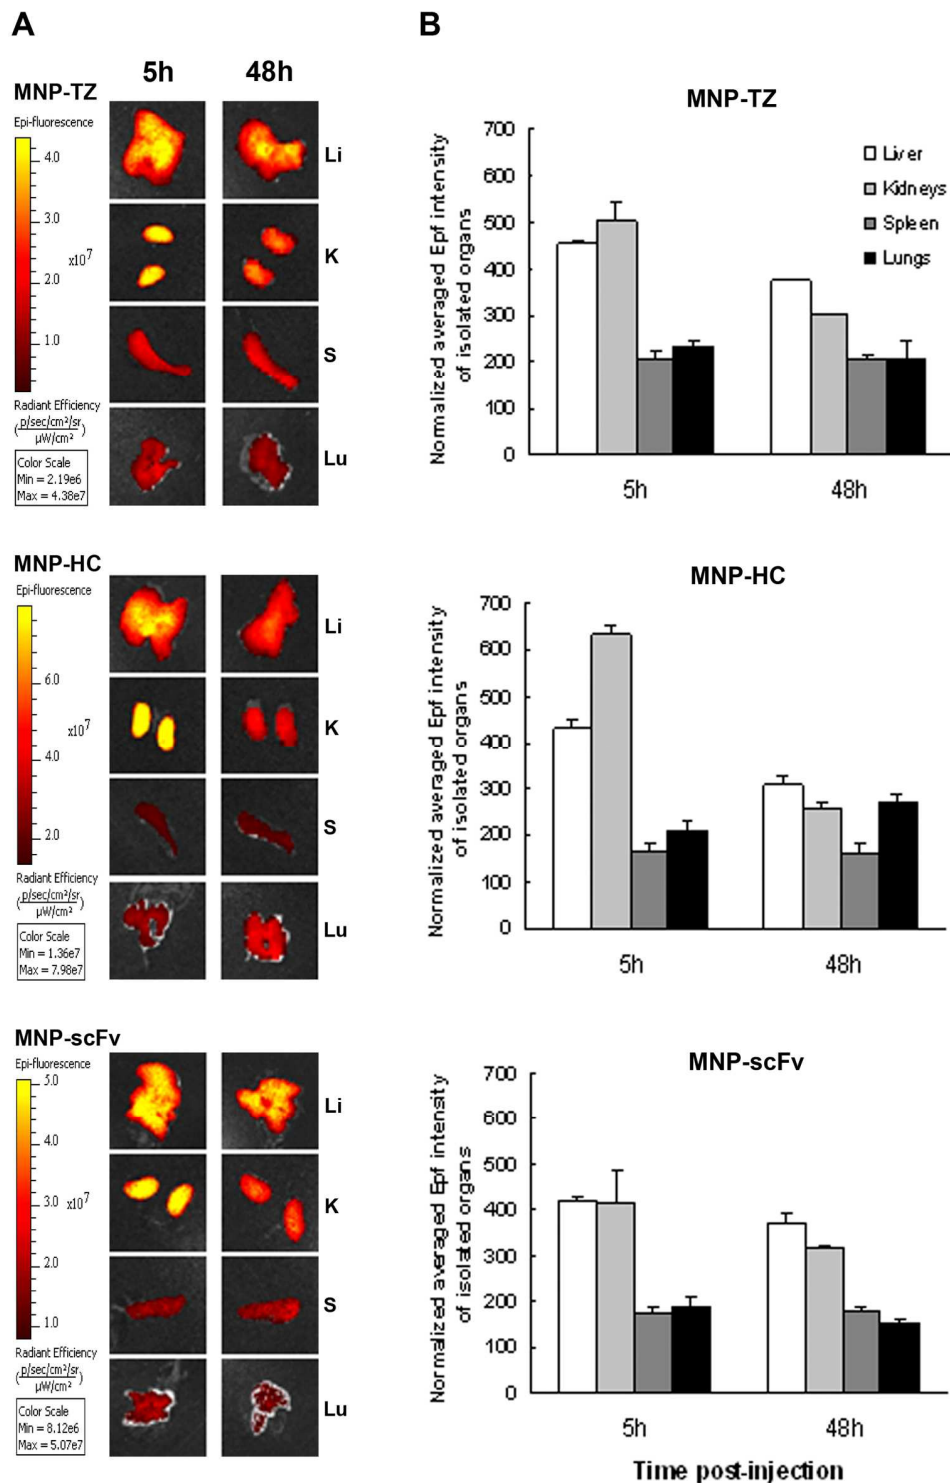 A
5h
48h
MNP-TZ
Epi-fluorescence
4.0
3.0
x10⁷
2.0
1.0
Radiant Efficiency
(p/sec/cm²/sr / µW/cm²)
Color Scale
Min = 2.19e6
Max = 4.38e7
Li
K
S
Lu
MNP-HC
Epi-fluorescence
6.0
x10⁷
4.0
2.0
Radiant Efficiency
(p/sec/cm²/sr / µW/cm²)
Color Scale
Min = 1.36e7
Max = 7.98e7
Li
K
S
Lu
MNP-scFv
Epi-fluorescence
5.0
4.0
3.0
x10⁷
2.0
1.0
Radiant Efficiency
(p/sec/cm²/sr / µW/cm²)
Color Scale
Min = 8.12e6
Max = 5.07e7
Li
K
S
Lu
B
MNP-TZ
Normalized averaged Epf intensity
of isolated organs
700
600
500
400
300
200
100
0
Liver
Kidneys
Spleen
Lungs
5h
48h
MNP-HC
Normalized averaged Epf intensity
of isolated organs
700
600
500
400
300
200
100
0
5h
48h
MNP-scFv
Normalized averaged Epf intensity
of isolated organs
700
600
500
400
300
200
100
0
5h
48h
Time post-injection